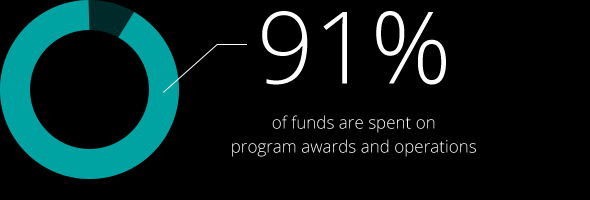 91%
of funds are spent on
program awards and operations